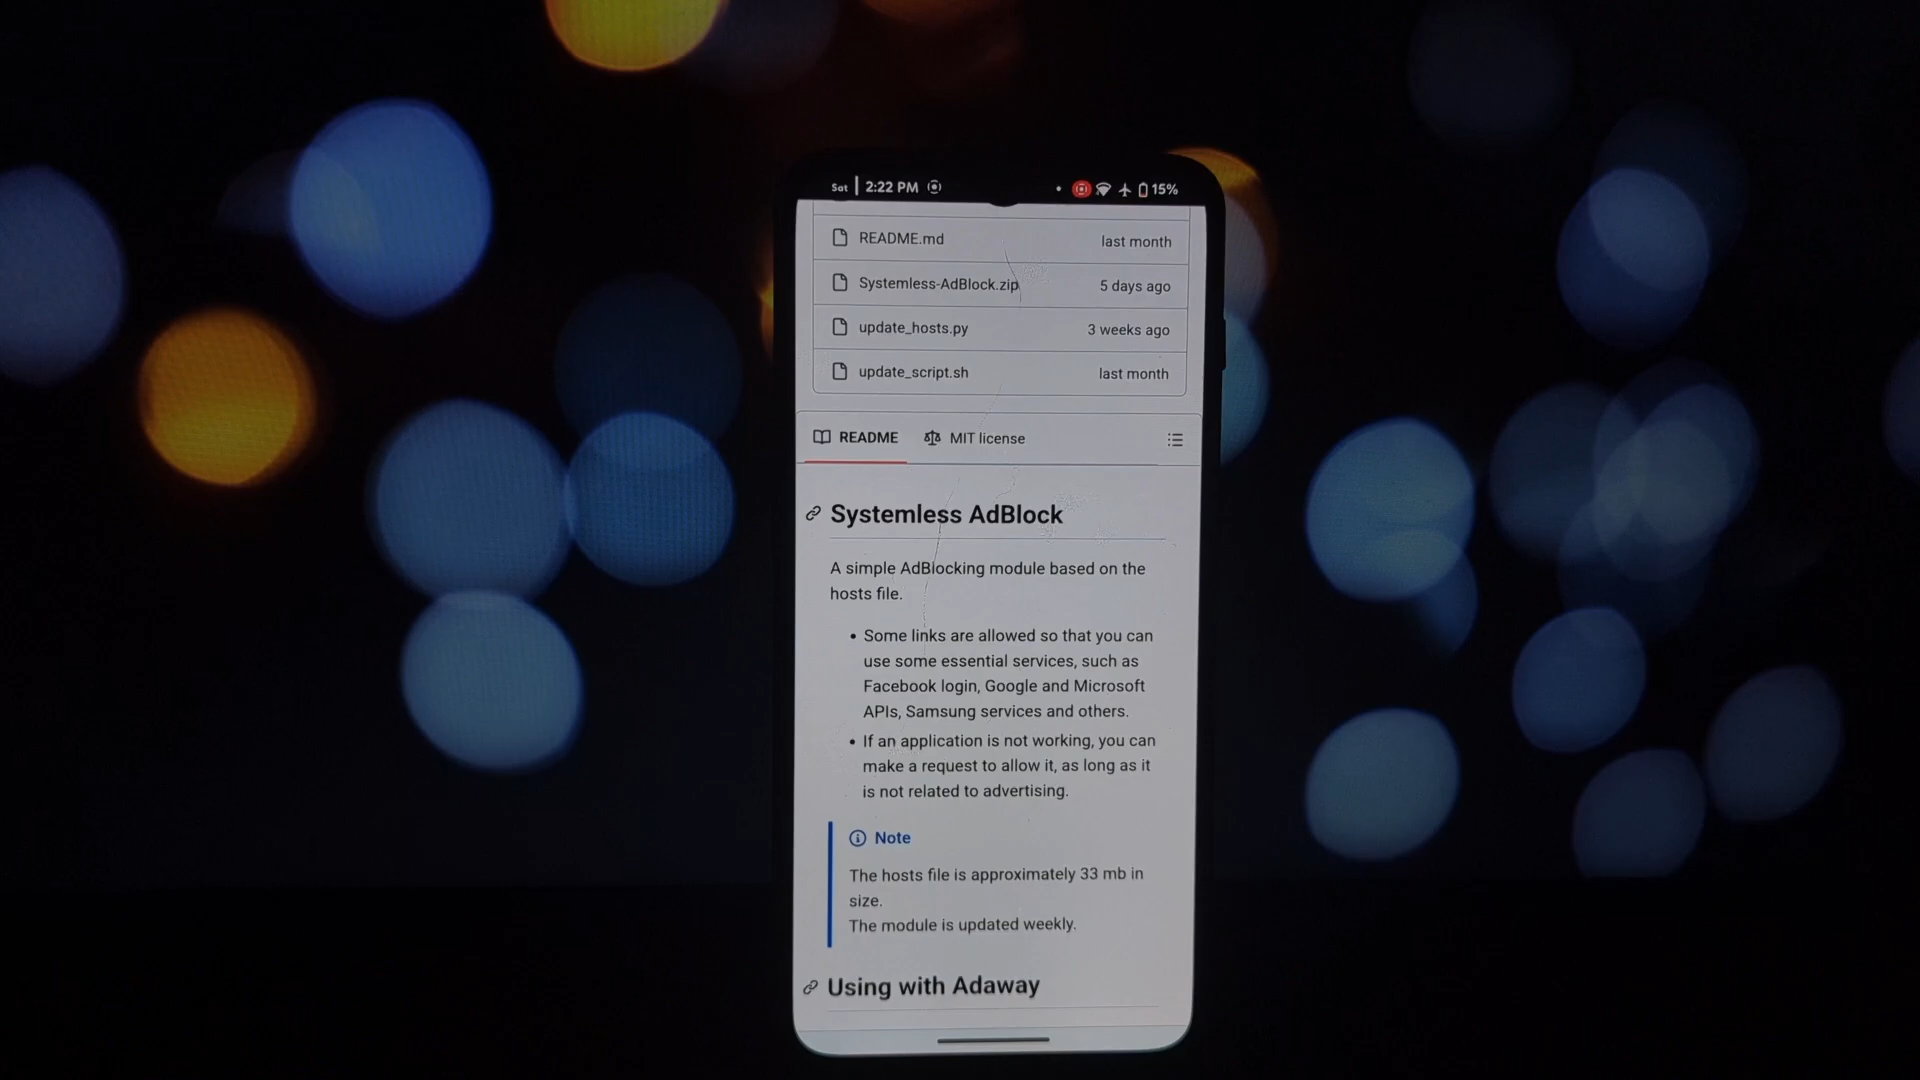 Sat | 2:22 PM 15%
README.md last month
Systemless-AdBlock.zip 5 days ago
update_hosts.py 3 weeks ago
update_script.sh last month
README MIT license
Systemless AdBlock
A simple AdBlocking module based on the
hosts file.
• Some links are allowed so that you can
use some essential services, such as
Facebook login, Google and Microsoft
APIs, Samsung services and others.
• If an application is not working, you can
make a request to allow it, as long as it
is not related to advertising.
Note
The hosts file is approximately 33 mb in
size.
The module is updated weekly.
Using with Adaway